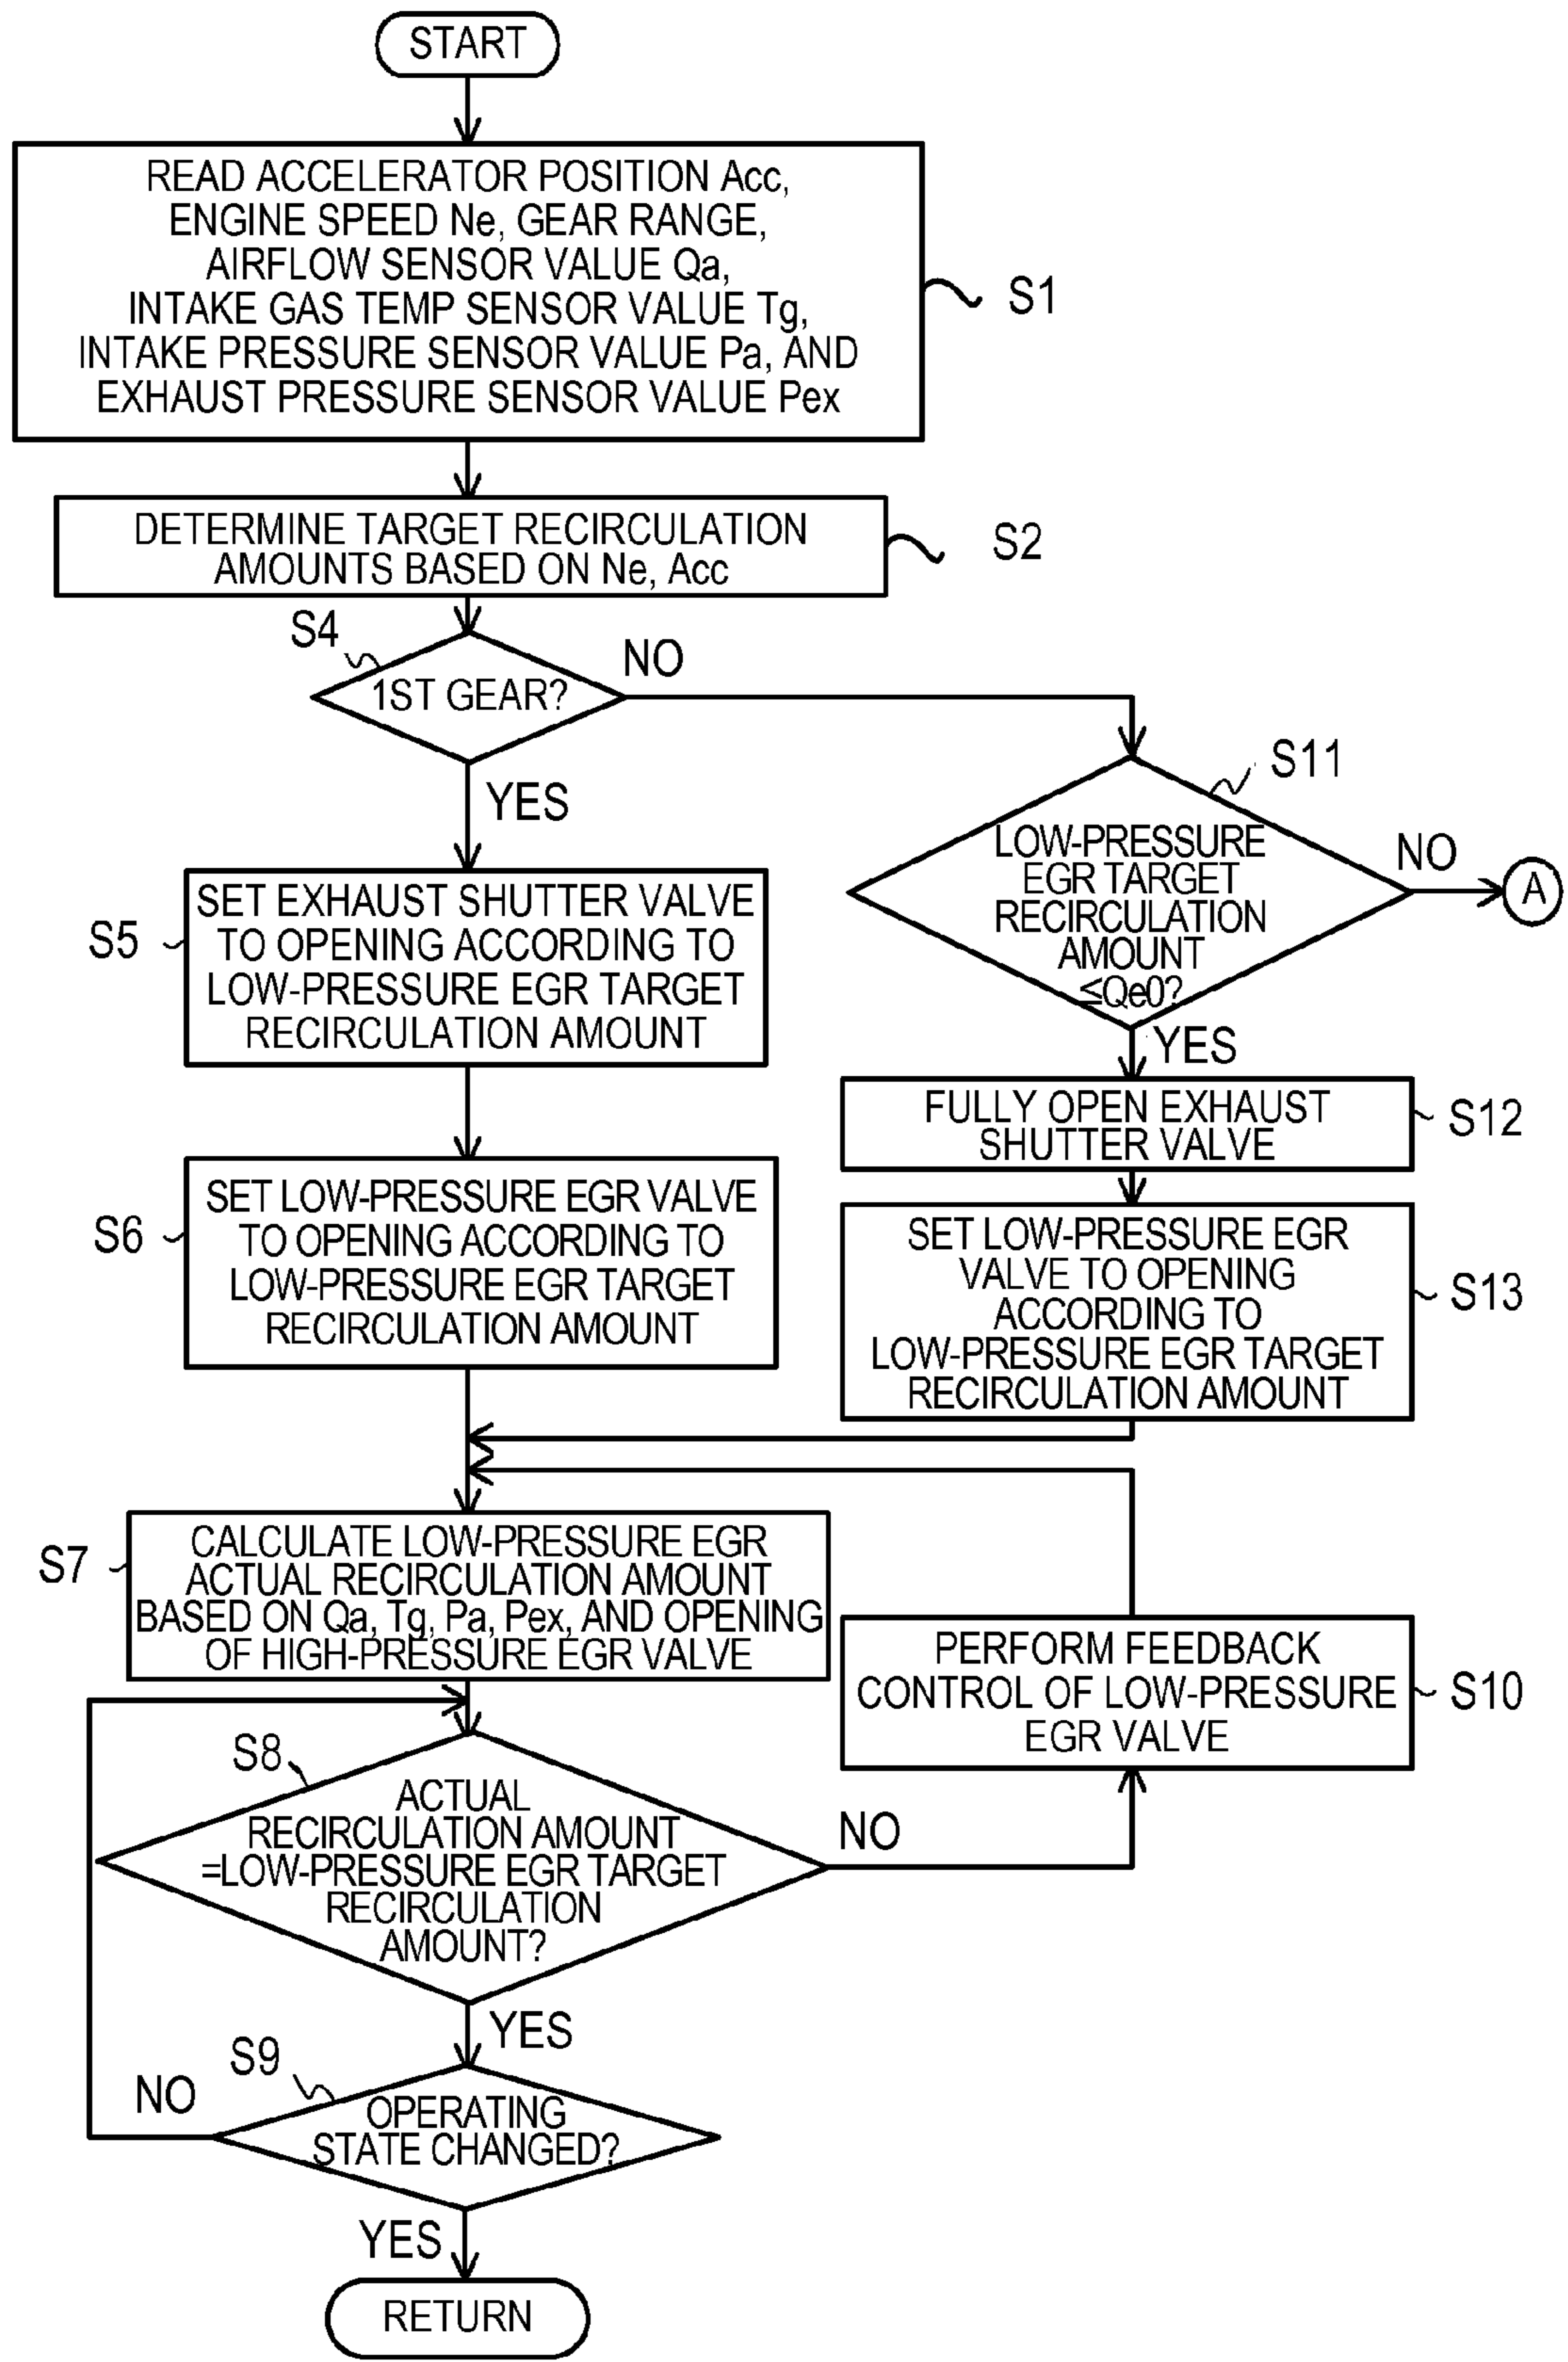 START
READ ACCELERATOR POSITION Acc,
ENGINE SPEED Ne, GEAR RANGE,
AIRFLOW SENSOR VALUE Qa,
INTAKE GAS TEMP SENSOR VALUE Tg,
INTAKE PRESSURE SENSOR VALUE Pa, AND
EXHAUST PRESSURE SENSOR VALUE Pex
S1
DETERMINE TARGET RECIRCULATION
AMOUNTS BASED ON Ne, Acc
S2
S4
1ST GEAR?
NO
YES
S11
LOW-PRESSURE
EGR TARGET
RECIRCULATION
AMOUNT
≤Qe0?
NO
A
YES
S5
SET EXHAUST SHUTTER VALVE
TO OPENING ACCORDING TO
LOW-PRESSURE EGR TARGET
RECIRCULATION AMOUNT
FULLY OPEN EXHAUST
SHUTTER VALVE
S12
S6
SET LOW-PRESSURE EGR VALVE
TO OPENING ACCORDING TO
LOW-PRESSURE EGR TARGET
RECIRCULATION AMOUNT
SET LOW-PRESSURE EGR
VALVE TO OPENING
ACCORDING TO
LOW-PRESSURE EGR TARGET
RECIRCULATION AMOUNT
S13
S7
CALCULATE LOW-PRESSURE EGR
ACTUAL RECIRCULATION AMOUNT
BASED ON Qa, Tg, Pa, Pex, AND OPENING
OF HIGH-PRESSURE EGR VALVE
PERFORM FEEDBACK
CONTROL OF LOW-PRESSURE
EGR VALVE
S10
S8
ACTUAL
RECIRCULATION AMOUNT
=LOW-PRESSURE EGR TARGET
RECIRCULATION
AMOUNT?
NO
YES
S9
NO
OPERATING
STATE CHANGED?
YES
RETURN